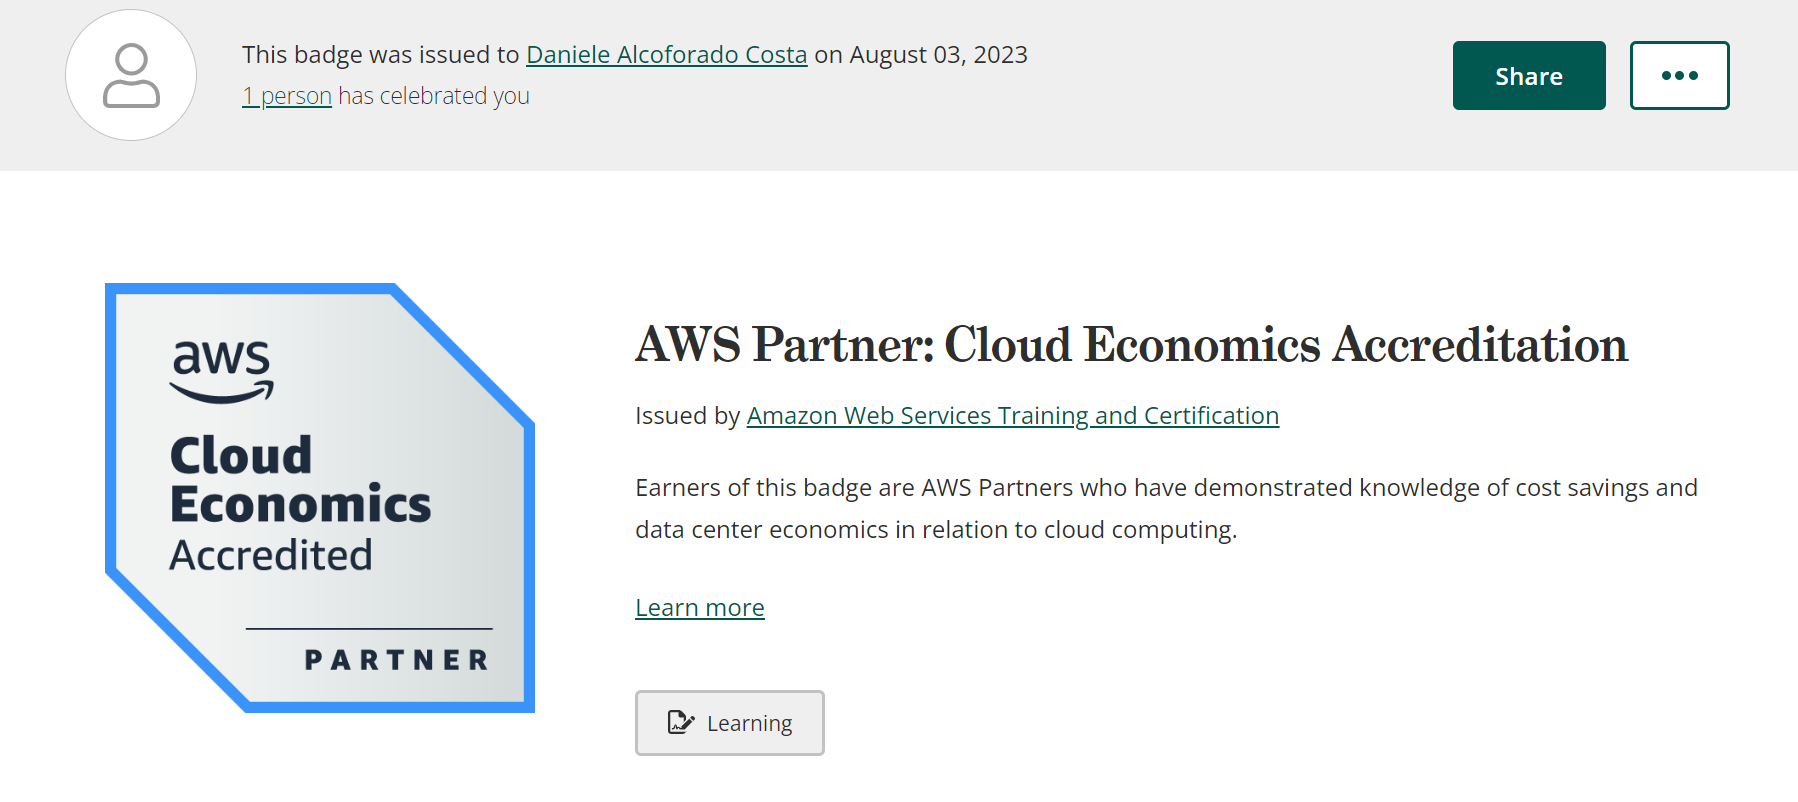 This badge was issued to Daniele Alcoforado Costa on August 03, 2023
1 person has celebrated you
Share
aws
Cloud
Economics
Accredited
PARTNER
AWS Partner: Cloud Economics Accreditation
Issued by Amazon Web Services Training and Certification
Earners of this badge are AWS Partners who have demonstrated knowledge of cost savings and
data center economics in relation to cloud computing.
Learn more
Learning